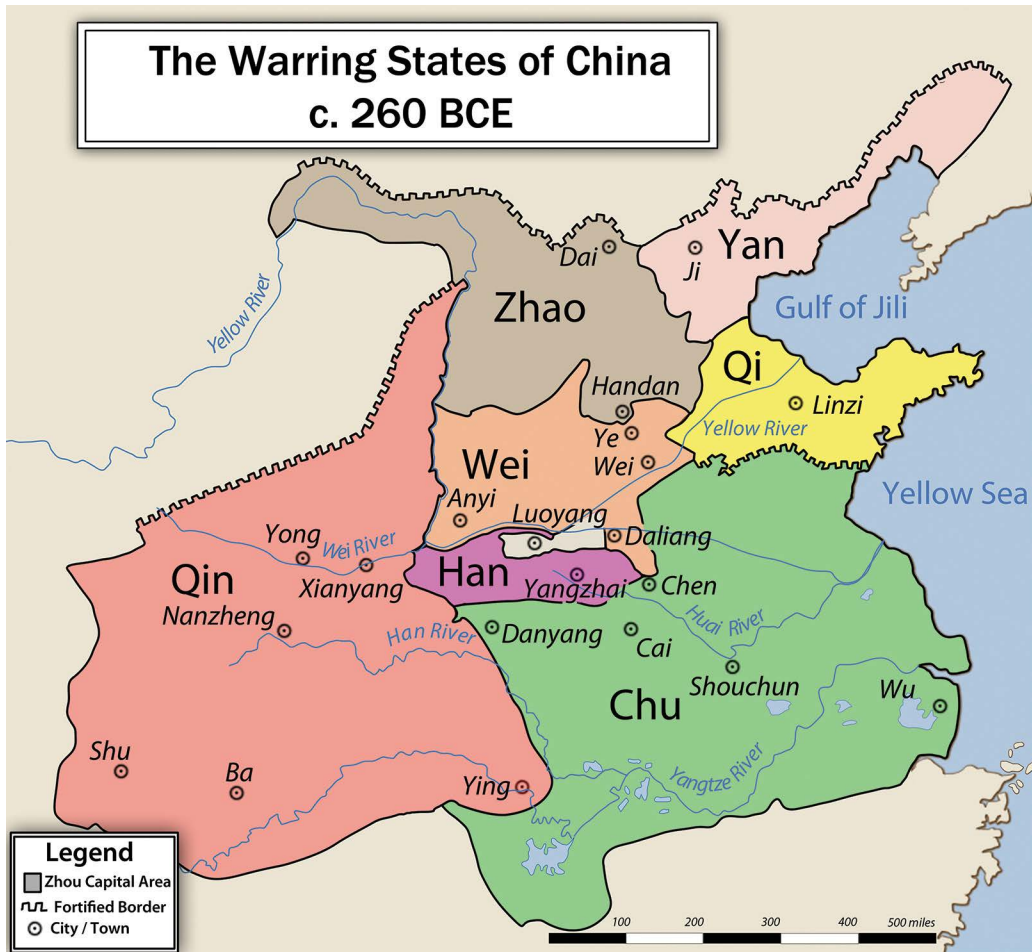 The Warring States of China
c. 260 BCE
Yan
Dai
Ji
Zhao
Yellow River
Gulf of Jili
Qi
Handan
Linzi
Ye
Yellow River
Wei
Wei
Yellow Sea
Anyi
Luoyang
Yong
Wei River
Daliang
Qin
Xianyang
Han
Yangzhai
Chen
Nanzheng
Han River
Danyang
Cai
Huai River
Shouchun
Chu
Wu
Shu
Ba
Ying
Yangtze River
Legend
Zhou Capital Area
Fortified Border
City / Town
100 200 300 400 500 miles